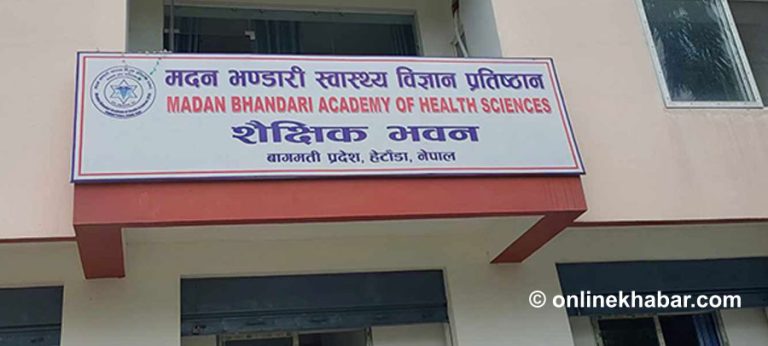 मदन भण्डारी स्वास्थ्य विज्ञान प्रतिष्ठान
MADAN BHANDARI ACADEMY OF HEALTH SCIENCES
शैक्षिक भवन
बागमती प्रदेश, हेटौंडा, नेपाल
© onlinekhabar.com